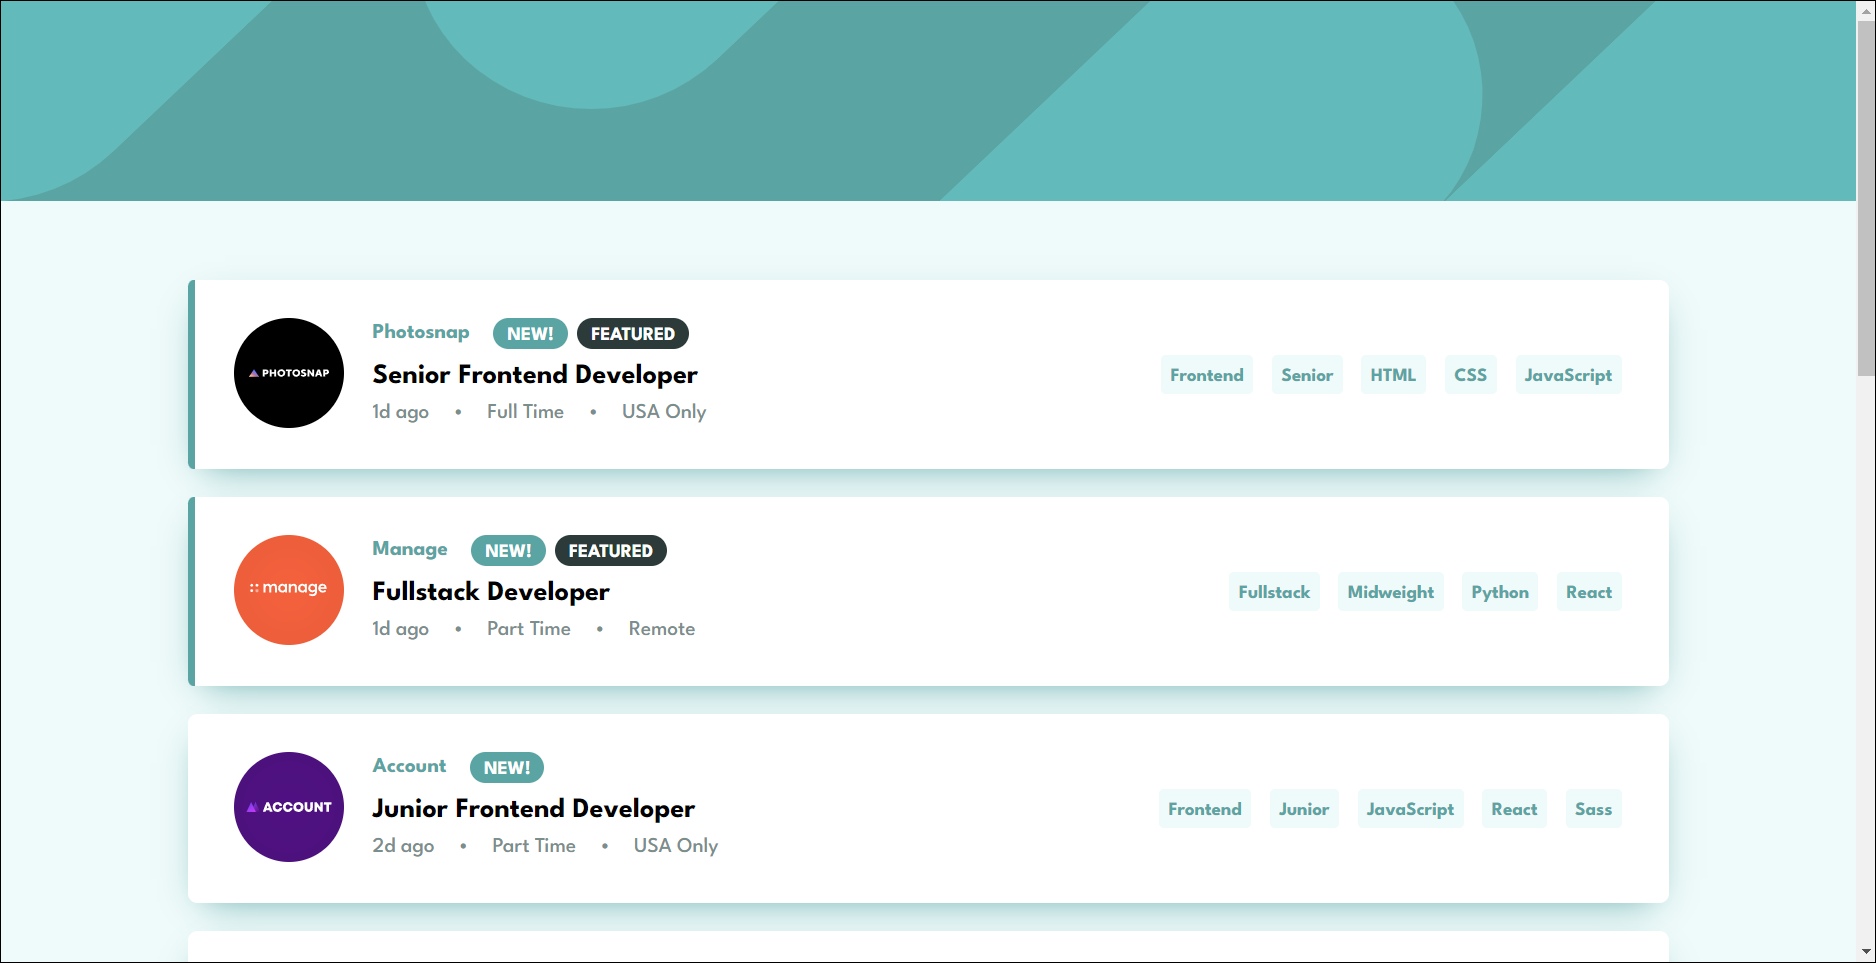 PHOTOSNAP
Photosnap NEW! FEATURED
Senior Frontend Developer
1d ago • Full Time • USA Only
Frontend Senior HTML CSS JavaScript
manage
Manage NEW! FEATURED
Fullstack Developer
1d ago • Part Time • Remote
Fullstack Midweight Python React
ACCOUNT
Account NEW!
Junior Frontend Developer
2d ago • Part Time • USA Only
Frontend Junior JavaScript React Sass